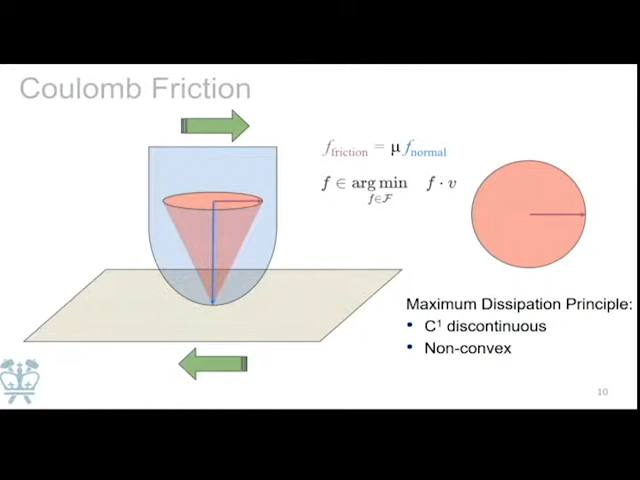 Coulomb Friction
f_friction = μ f_normal
f ∈ arg min f · v
f∈F
Maximum Dissipation Principle:
• C¹ discontinuous
• Non-convex
10